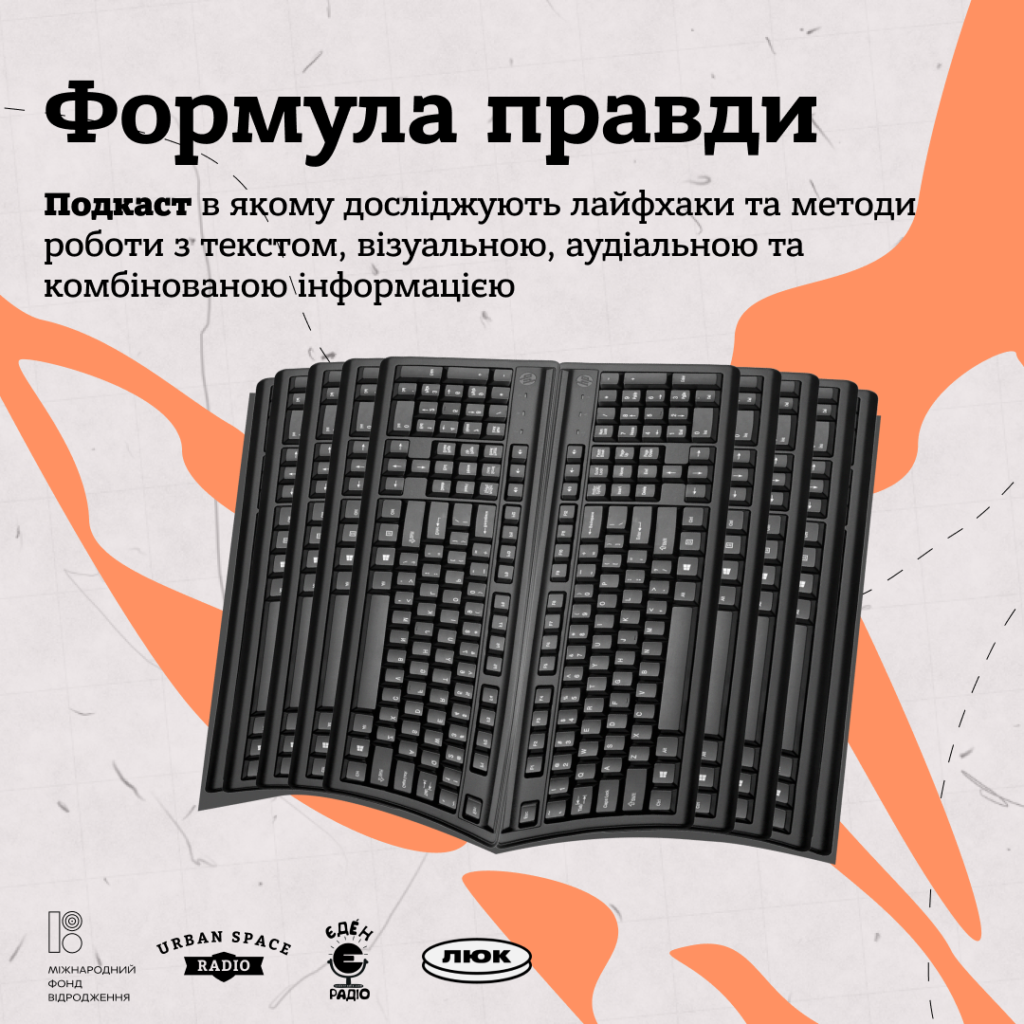 Формула правди
Подкаст в якому досліджують лайфхаки та методи
роботи з текстом, візуальною, аудіальною та
комбінованою інформацією
МІЖНАРОДНИЙ
ФОНД
ВІДРОДЖЕННЯ
URBAN SPACE
RADIO
ЄДЕ́Н
Є
РАДІО
ЛЮК